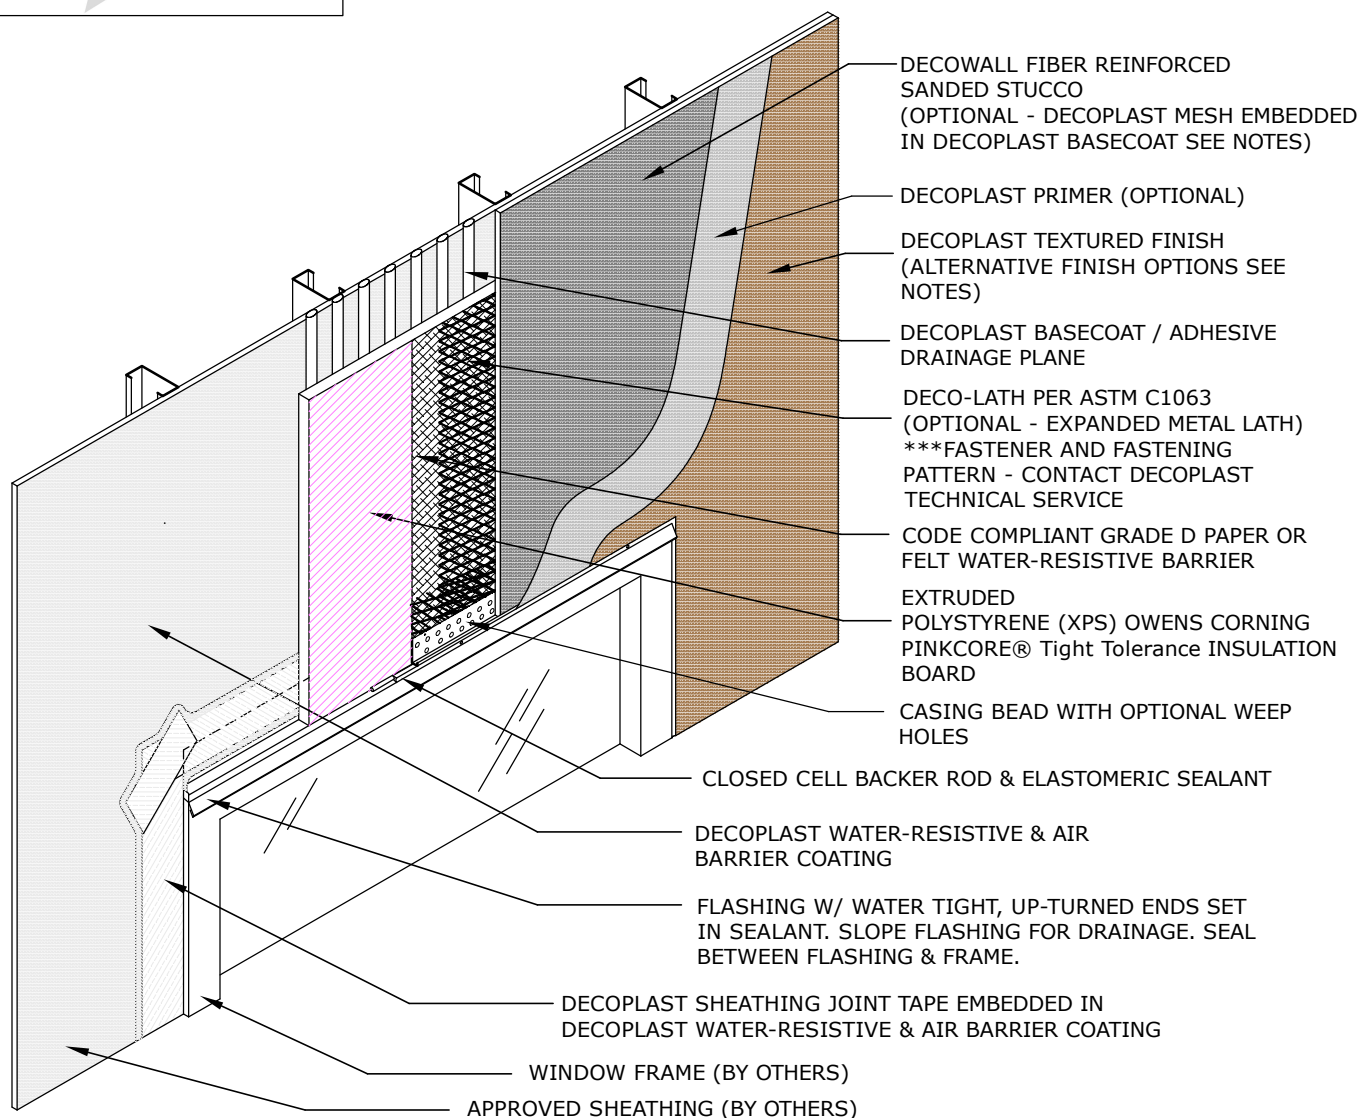 DECOWALL FIBER REINFORCED
SANDED STUCCO
(OPTIONAL - DECOPLAST MESH EMBEDDED
IN DECOPLAST BASECOAT SEE NOTES)
DECOPLAST PRIMER (OPTIONAL)
DECOPLAST TEXTURED FINISH
(ALTERNATIVE FINISH OPTIONS SEE
NOTES)
DECOPLAST BASECOAT / ADHESIVE
DRAINAGE PLANE
DECO-LATH PER ASTM C1063
(OPTIONAL - EXPANDED METAL LATH)
***FASTENER AND FASTENING
PATTERN - CONTACT DECOPLAST
TECHNICAL SERVICE
CODE COMPLIANT GRADE D PAPER OR
FELT WATER-RESISTIVE BARRIER
EXTRUDED
POLYSTYRENE (XPS) OWENS CORNING
PINKCORE® Tight Tolerance INSULATION
BOARD
CASING BEAD WITH OPTIONAL WEEP
HOLES
CLOSED CELL BACKER ROD & ELASTOMERIC SEALANT
DECOPLAST WATER-RESISTIVE & AIR
BARRIER COATING
FLASHING W/ WATER TIGHT, UP-TURNED ENDS SET
IN SEALANT. SLOPE FLASHING FOR DRAINAGE. SEAL
BETWEEN FLASHING & FRAME.
DECOPLAST SHEATHING JOINT TAPE EMBEDDED IN
DECOPLAST WATER-RESISTIVE & AIR BARRIER COATING
WINDOW FRAME (BY OTHERS)
APPROVED SHEATHING (BY OTHERS)